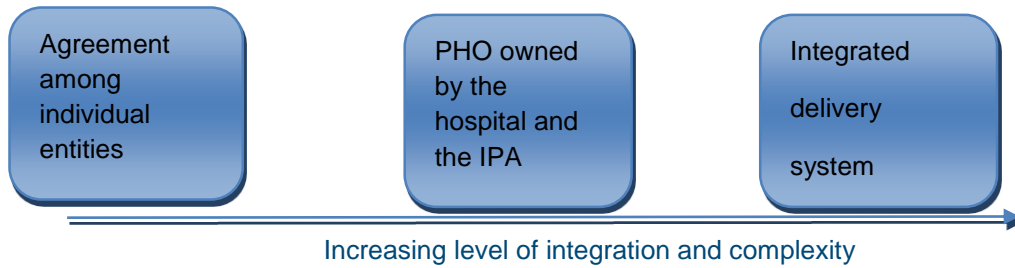 Agreement
among
individual
entities
PHO owned
by the
hospital and
the IPA
Integrated
delivery
system
Increasing level of integration and complexity